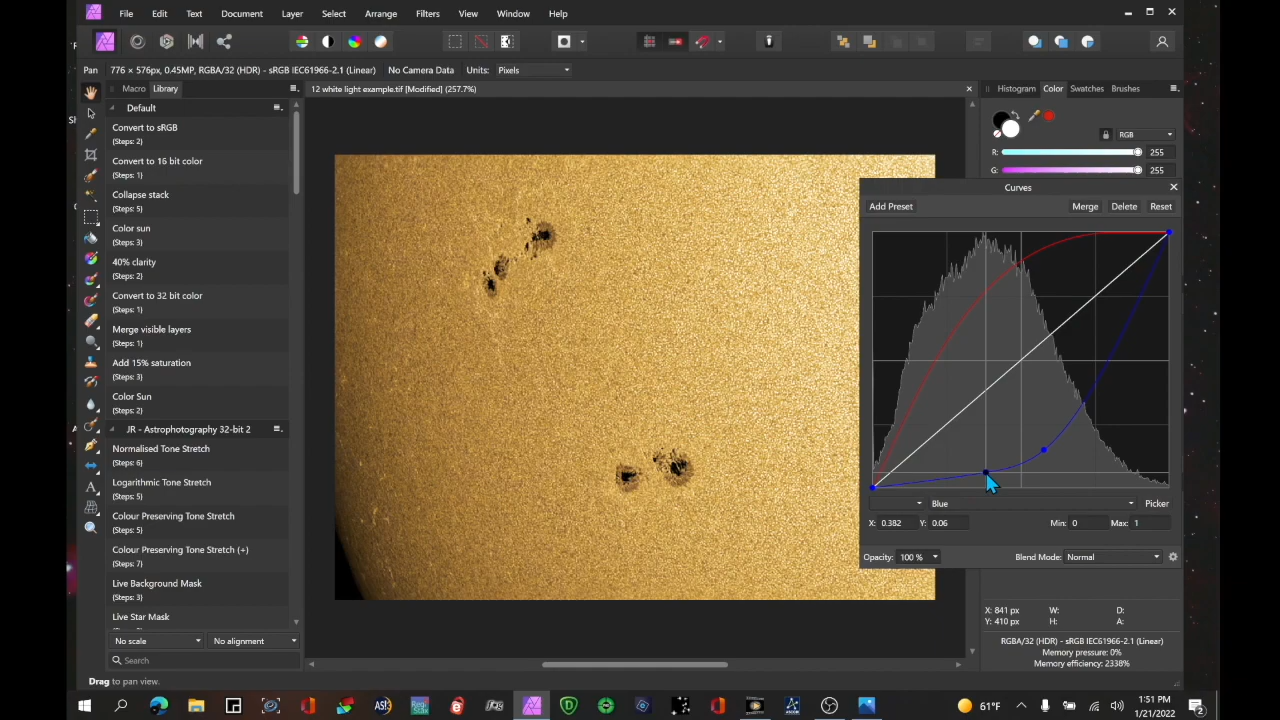 File Edit Text Document Layer Select Arrange Filters View Window Help
Pan 776 × 576px, 0.45MP, RGBA/32 (HDR) - sRGB IEC61966-2.1 (Linear) No Camera Data Units: Pixels
Macro Library
12 white light example.tif [Modified] (257.7%)
Histogram Color Swatches Brushes
Default
Convert to sRGB
(Steps: 2)
Convert to 16 bit color
(Steps: 1)
Collapse stack
(Steps: 5)
Color sun
(Steps: 3)
40% clarity
(Steps: 2)
Convert to 32 bit color
(Steps: 1)
Merge visible layers
(Steps: 1)
Add 15% saturation
(Steps: 3)
Color Sun
(Steps: 2)
JR - Astrophotography 32-bit 2
Normalised Tone Stretch
(Steps: 6)
Logarithmic Tone Stretch
(Steps: 5)
Colour Preserving Tone Stretch
(Steps: 5)
Colour Preserving Tone Stretch (+)
(Steps: 7)
Live Background Mask
(Steps: 3)
Live Star Mask
No scale No alignment
Search
RGB
R: 255
G: 255
Curves
Add Preset Merge Delete Reset
Blue Picker
X: 0.382 Y: 0.06 Min: 0 Max: 1
Opacity: 100 % Blend Mode: Normal
X: 841 px W: D:
Y: 410 px H: A:
RGBA/32 (HDR) - sRGB IEC61966-2.1 (Linear)
Memory pressure: 0%
Memory efficiency: 2338%
Drag to pan view.
61°F
1:51 PM
1/21/2022
2